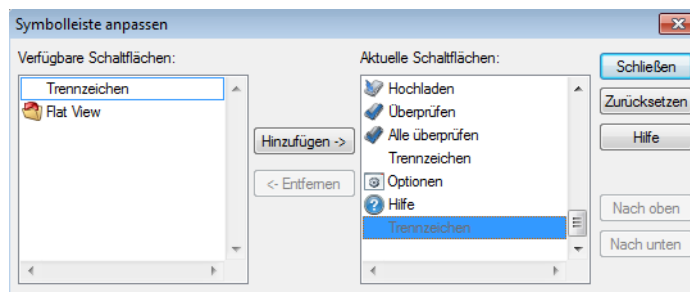 Symbolleiste anpassen
Verfügbare Schaltflächen:
Trennzeichen
Flat View
Hinzufügen ->
<- Entfernen
Aktuelle Schaltflächen:
Hochladen
Überprüfen
Alle überprüfen
Trennzeichen
Optionen
Hilfe
Trennzeichen
Schließen
Zurücksetzen
Hilfe
Nach oben
Nach unten